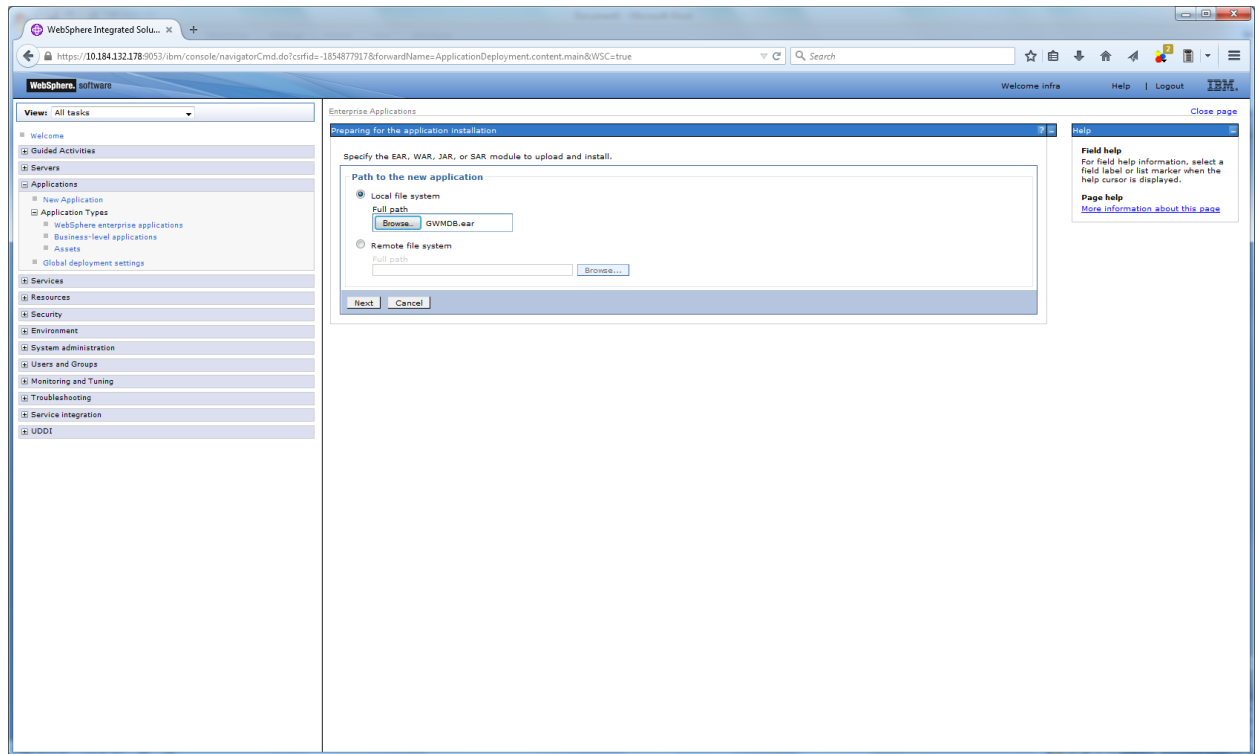 WebSphere Integrated Solu... × +
https://10.184.132.178:9053/ibm/console/navigatorCmd.do?csrfid=-1854877917&forwardName=ApplicationDeployment.content.main&WSC=true
Search
2
WebSphere. software
Welcome infra
Help | Logout
IBM.
View: All tasks
Welcome
Guided Activities
Servers
Applications
New Application
Application Types
WebSphere enterprise applications
Business-level applications
Assets
Global deployment settings
Services
Resources
Security
Environment
System administration
Users and Groups
Monitoring and Tuning
Troubleshooting
Service integration
UDDI
Enterprise Applications
Close page
Preparing for the application installation
? –
Specify the EAR, WAR, JAR, or SAR module to upload and install.
Path to the new application
Local file system
Full path
Browse.. GWMDB.ear
Remote file system
Full path
Browse...
Next Cancel
Help
Field help
For field help information, select a
field label or list marker when the
help cursor is displayed.
Page help
More information about this page